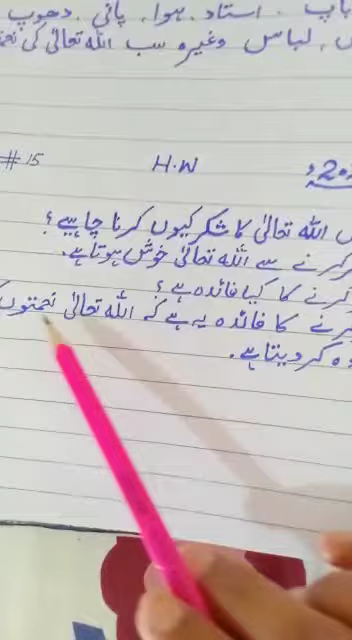 باپ، استاد، ہوا، پانی، دھوپ
، لباس وغیرہ سب اللہ تعالیٰ کی
#15 H.W
اللہ تعالیٰ کا شکر کیوں کرنا چاہیے؟
کرنے سے اللہ تعالیٰ خوش ہوتا ہے۔
کرنے کا کیا فائدہ ہے؟
کا فائدہ یہ ہے کہ اللہ تعالیٰ نعمتوں
کر دیتا ہے۔